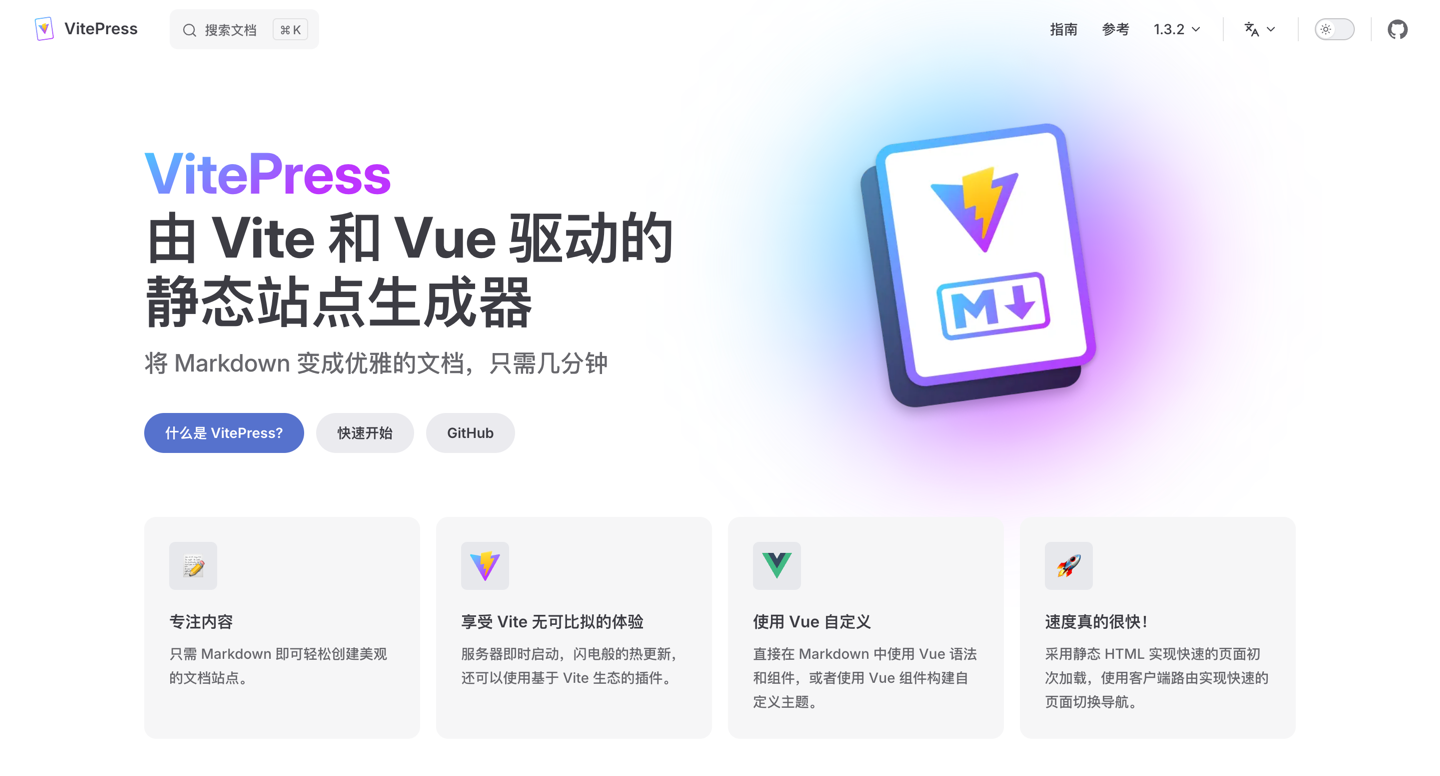 VitePress
搜索文档
⌘ K
指南
参考
1.3.2
VitePress
由 Vite 和 Vue 驱动的
静态站点生成器
将 Markdown 变成优雅的文档，只需几分钟
什么是 VitePress?
快速开始
GitHub
M
专注内容
只需 Markdown 即可轻松创建美观
的文档站点。
享受 Vite 无可比拟的体验
服务器即时启动，闪电般的热更新，
还可以使用基于 Vite 生态的插件。
使用 Vue 自定义
直接在 Markdown 中使用 Vue 语法
和组件，或者使用 Vue 组件构建自
定义主题。
速度真的很快！
采用静态 HTML 实现快速的页面初
次加载，使用客户端路由实现快速的
页面切换导航。